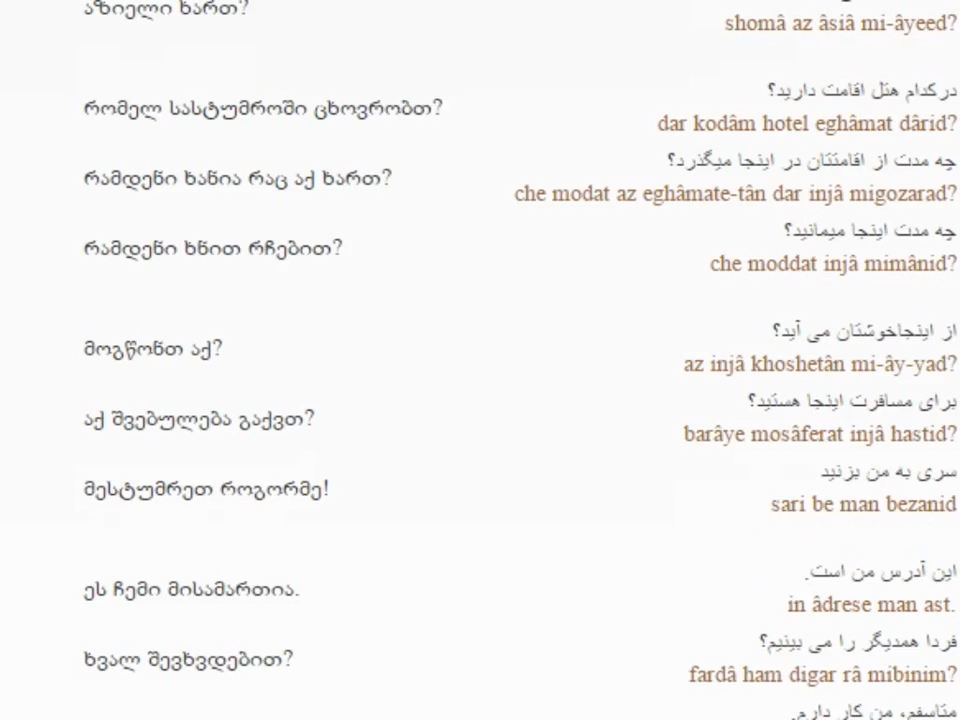 აზიელი ხართ?
shomâ az âsiâ mi-âyeed?
რომელ სასტუმროში ცხოვრობთ?
در کدام هتل اقامت دارید؟
dar kodâm hotel eghâmat dârid?
რამდენი ხანია რაც აქ ხართ?
چه مدت از اقامتتان در اینجا میگذرد؟
che modat az eghâmate-tân dar injâ migozarad?
რამდენი ხნით რჩებით?
چه مدت اینجا میمانید؟
che moddat injâ mimânid?
მოგწონთ აქ?
از اینجاخوشتان می آید؟
az injâ khoshetân mi-ây-yad?
აქ შვებულება გაქვთ?
برای مسافرت اینجا هستید؟
barâye mosâferat injâ hastid?
მესტუმრეთ როგორმე!
سری به من بزنید
sari be man bezanid
ეს ჩემი მისამართია.
این آدرس من است.
in âdrese man ast.
ხვალ შევხვდებით?
فردا همدیگر را می بینیم؟
fardâ ham digar râ mibinim?
متاسفم، من کار دارم.